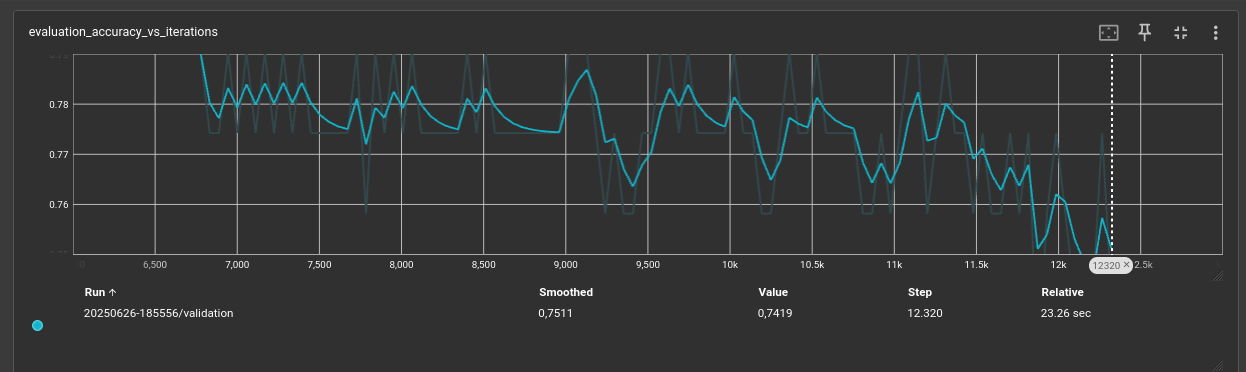 evaluation_accuracy_vs_iterations
0.78
0.77
0.76
6,500 7,000 7,500 8,000 8,500 9,000 9,500 10k 10.5k 11k 11.5k 12k 12320 × 2.5k
Run ↑ Smoothed Value Step Relative
20250626-185556/validation 0,7511 0,7419 12.320 23.26 sec